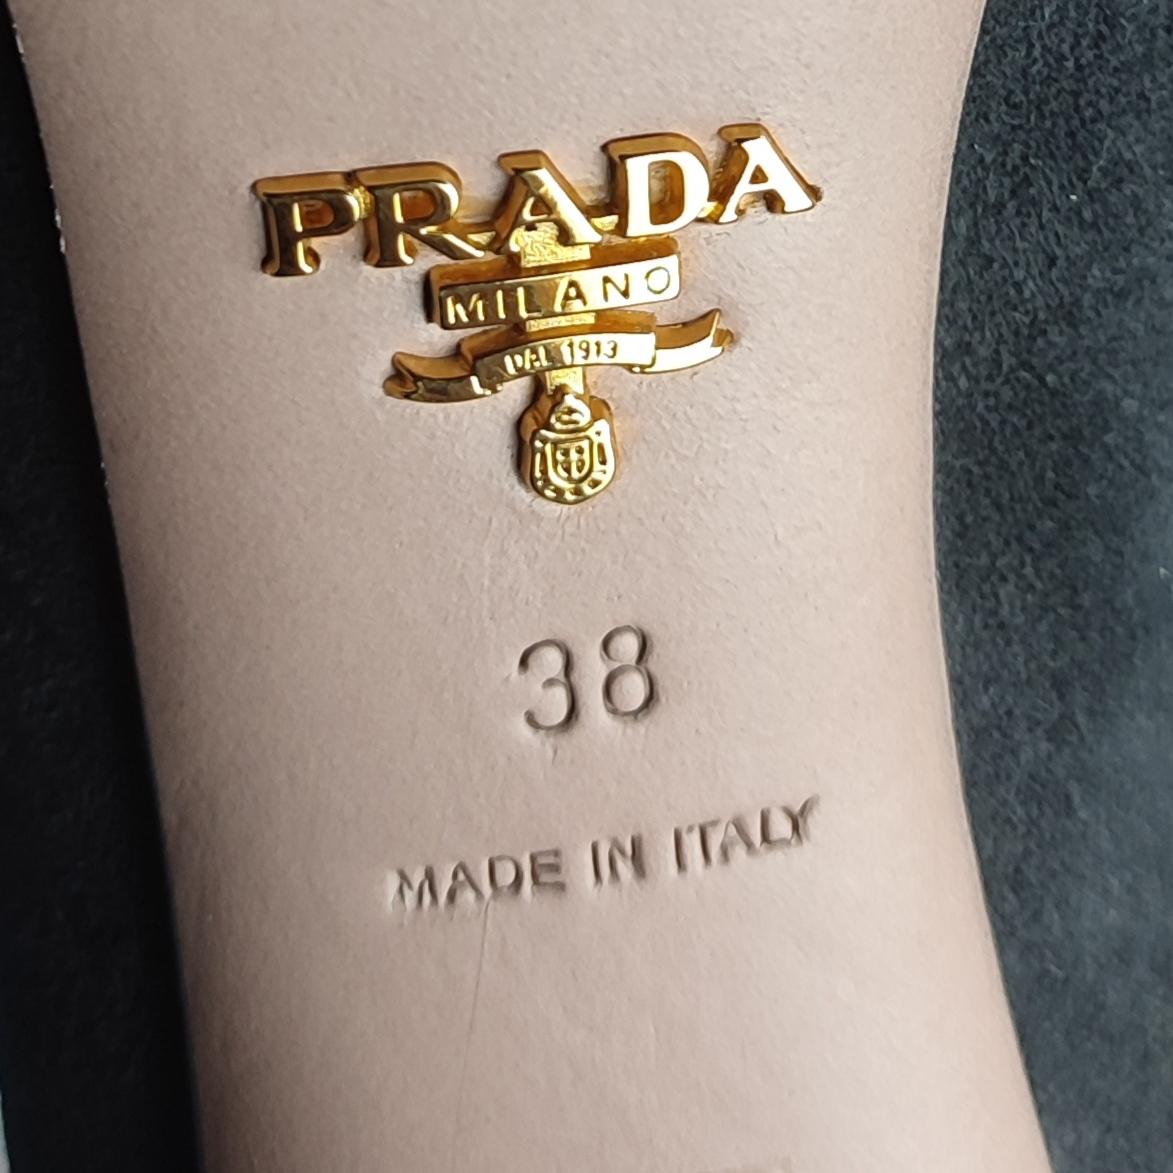 PRADA
MILANO
DAL 1913
38
MADE IN ITALY